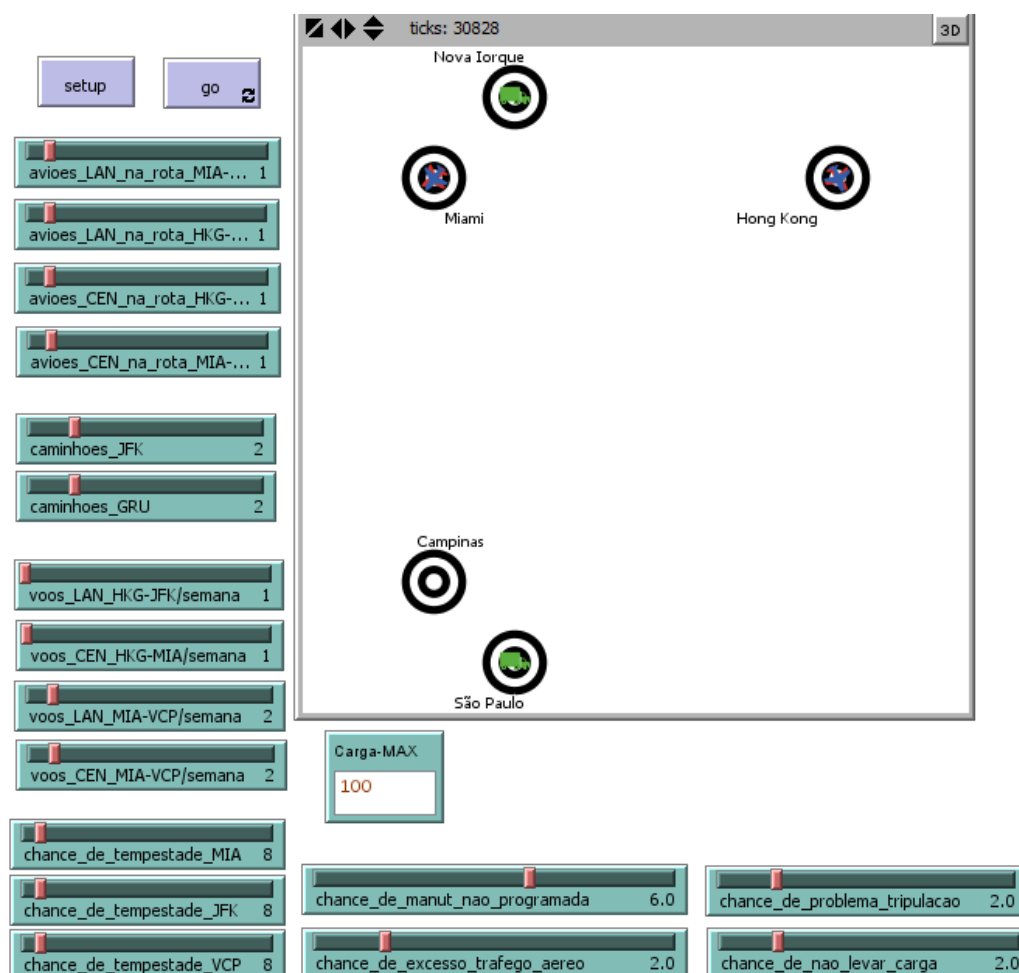 ticks: 30828
3D
setup
go
Nova Iorque
Miami
Hong Kong
Campinas
São Paulo
avioes_LAN_na_rota_MIA-... 1
avioes_LAN_na_rota_HKG-... 1
avioes_CEN_na_rota_HKG-... 1
avioes_CEN_na_rota_MIA-... 1
caminhoes_JFK 2
caminhoes_GRU 2
voos_LAN_HKG-JFK/semana 1
voos_CEN_HKG-MIA/semana 1
voos_LAN_MIA-VCP/semana 2
voos_CEN_MIA-VCP/semana 2
Carga-MAX
100
chance_de_tempestade_MIA 8
chance_de_tempestade_JFK 8
chance_de_tempestade_VCP 8
chance_de_manut_nao_programada 6.0
chance_de_problema_tripulacao 2.0
chance_de_excesso_trafego_aereo 2.0
chance_de_nao_levar_carga 2.0